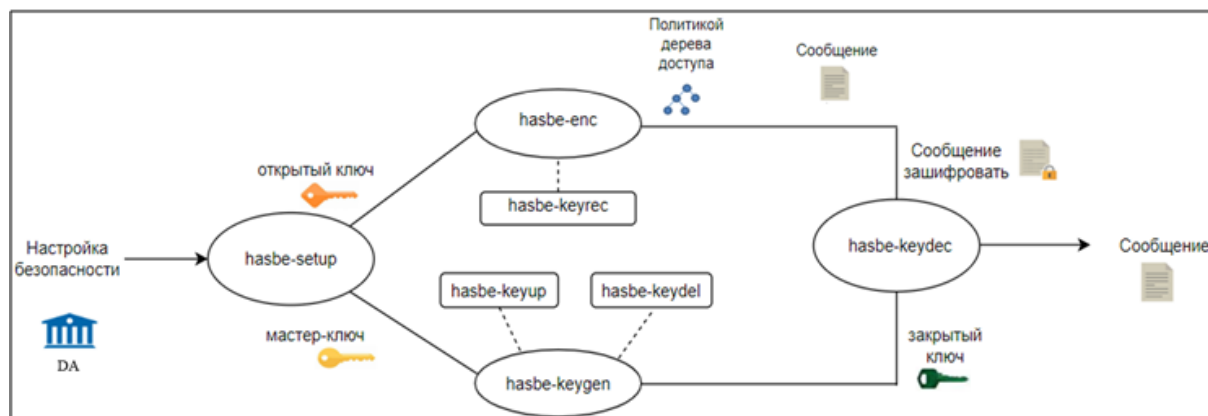 Политикой
дерева
доступа
Сообщение
hasbe-enc
открытый ключ
Сообщение
зашифровать
hasbe-keyrec
Настройка
безопасности
hasbe-setup
hasbe-keydec
Сообщение
hasbe-keyup
hasbe-keydel
мастер-ключ
закрытый
ключ
DA
hasbe-keygen